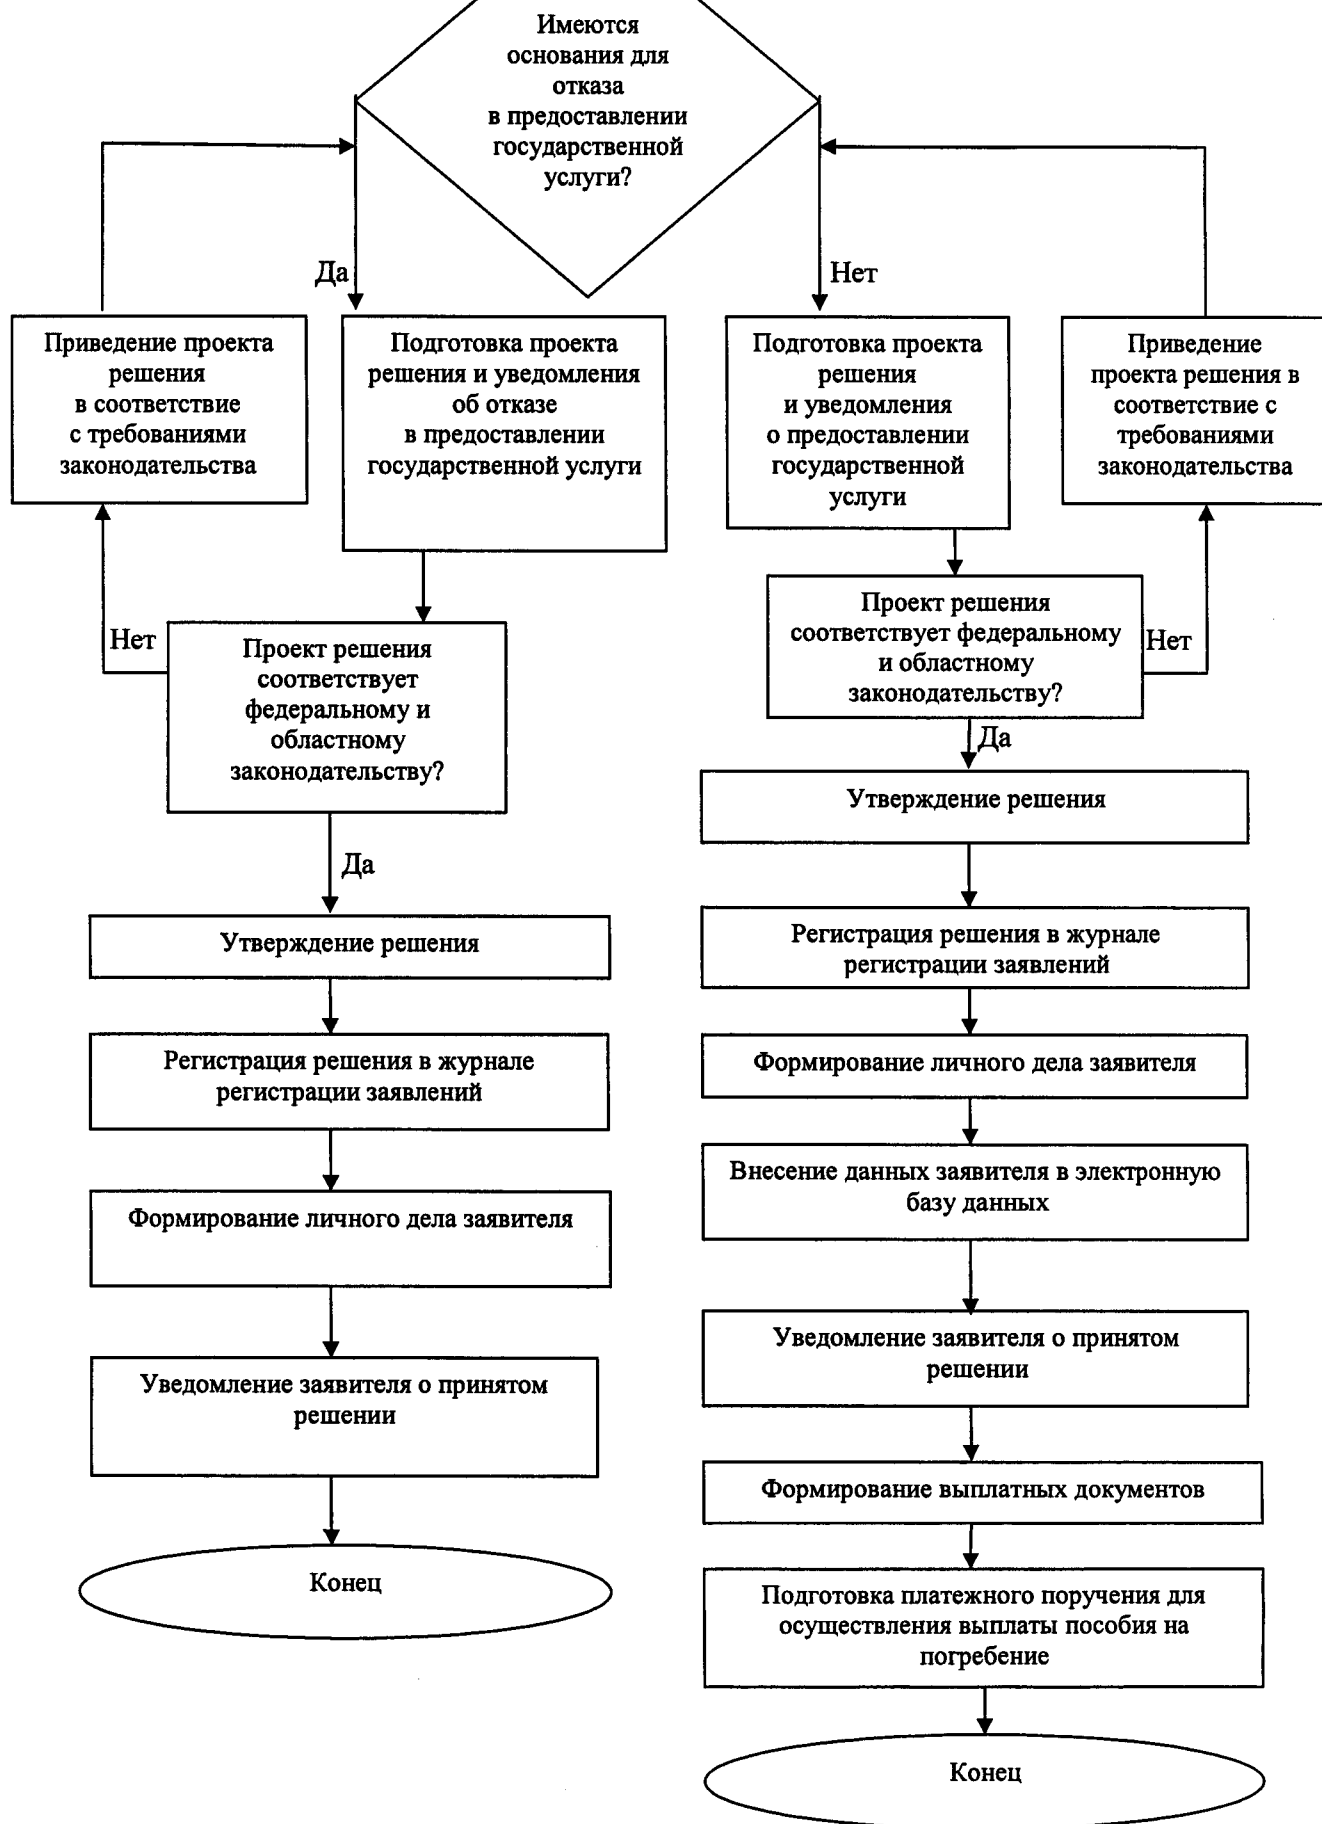 Имеются
основания для
отказа
в предоставлении
государственной
услуги?
Да
Нет
Приведение проекта
решения
в соответствие
с требованиями
законодательства
Подготовка проекта
решения и уведомления
об отказе
в предоставлении
государственной услуги
Подготовка проекта
решения
и уведомления
о предоставлении
государственной
услуги
Приведение
проекта решения в
соответствие с
требованиями
законодательства
Нет
Проект решения
соответствует
федеральному и
областному
законодательству?
Да
Утверждение решения
Регистрация решения в журнале
регистрации заявлений
Формирование личного дела заявителя
Уведомление заявителя о принятом
решении
Конец
Проект решения
соответствует федеральному
и областному
законодательству?
Нет
Да
Утверждение решения
Регистрация решения в журнале
регистрации заявлений
Формирование личного дела заявителя
Внесение данных заявителя в электронную
базу данных
Уведомление заявителя о принятом
решении
Формирование выплатных документов
Подготовка платежного поручения для
осуществления выплаты пособия на
погребение
Конец